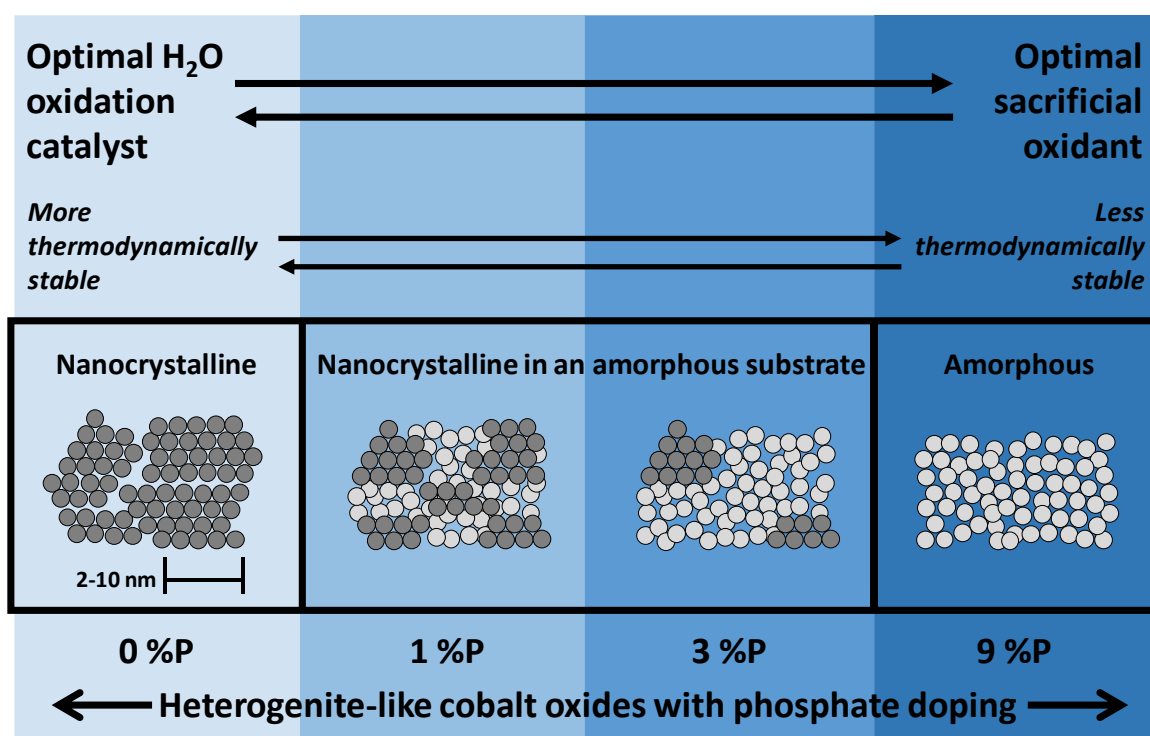 Optimal H₂O
oxidation
catalyst
Optimal
sacrificial
oxidant
More
thermodynamically
stable
Less
thermodynamically
stable
Nanocrystalline
Nanocrystalline in an amorphous substrate
Amorphous
2-10 nm
0 %P
1 %P
3 %P
9 %P
Heterogenite-like cobalt oxides with phosphate doping